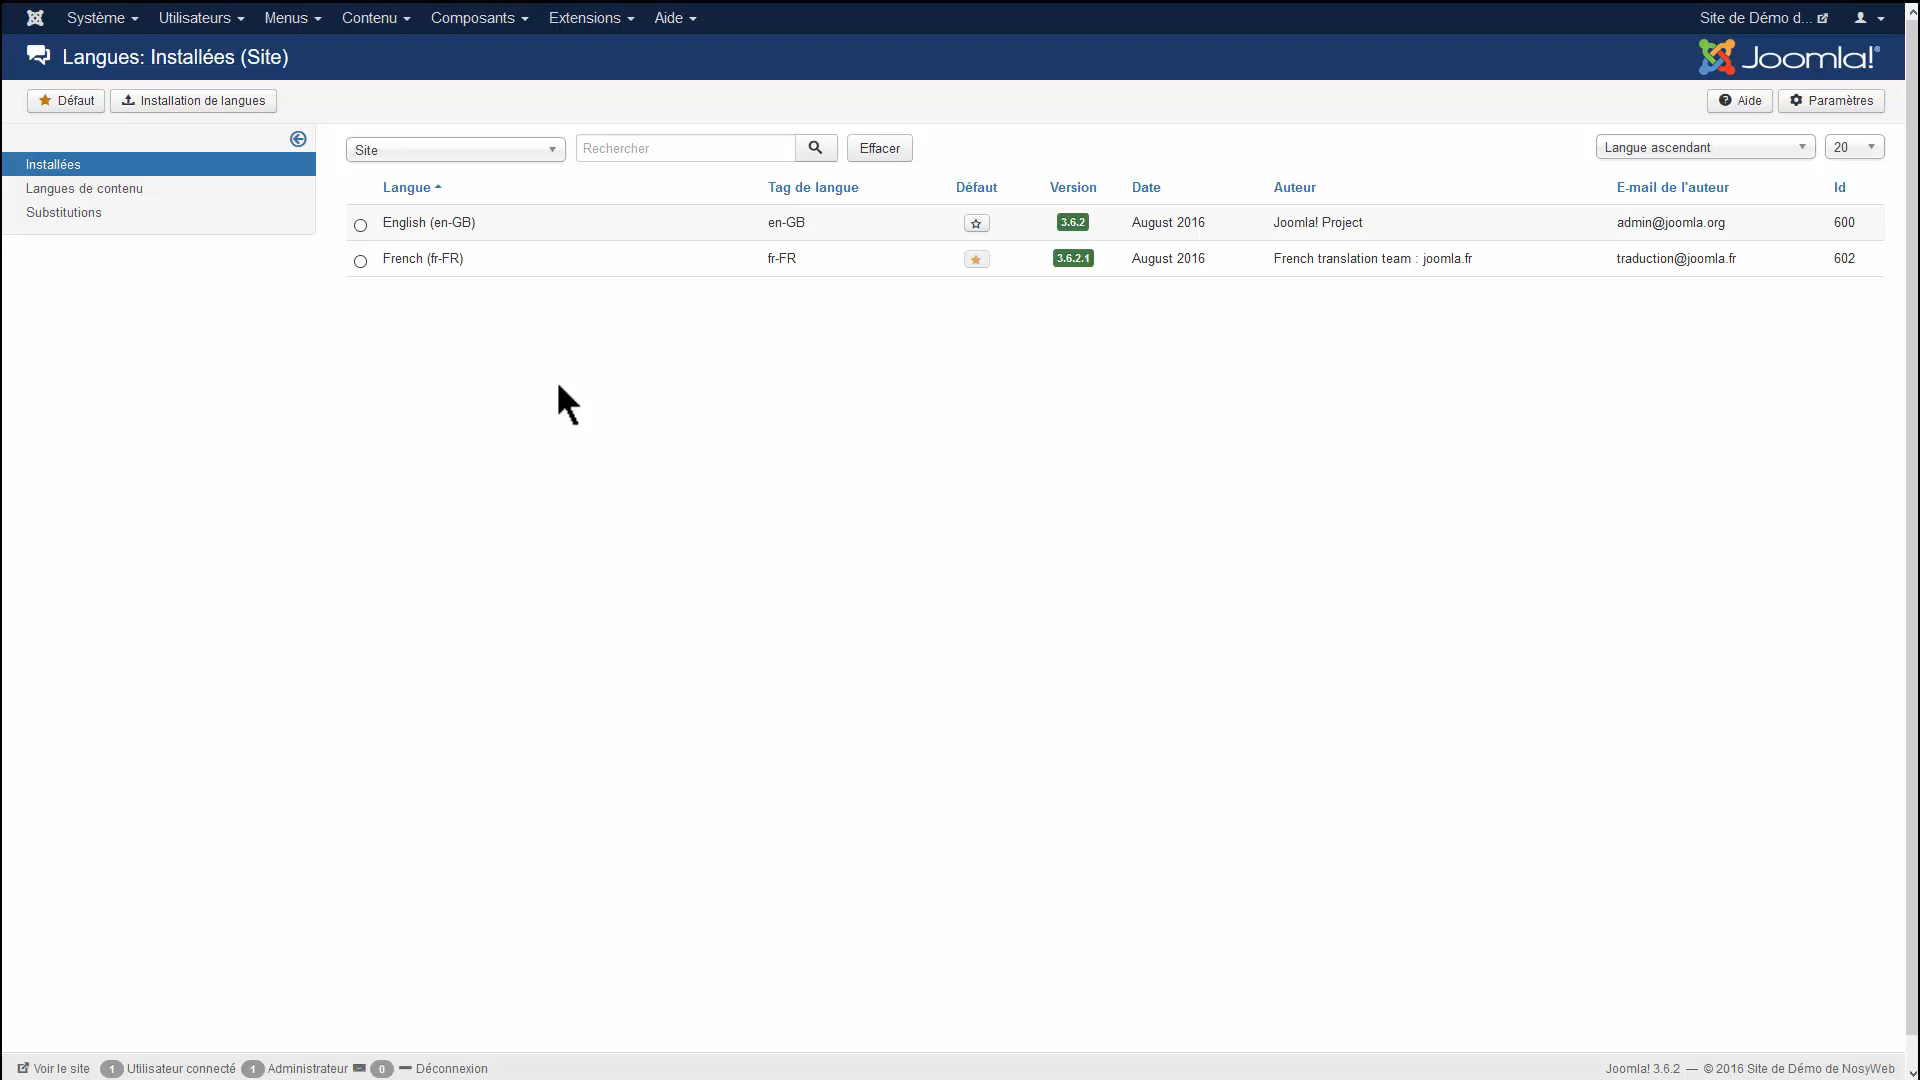 Système Utilisateurs Menus Contenu Composants Extensions Aide Site de Démo d...
Langues: Installées (Site) Joomla!®
Défaut Installation de langues Aide Paramètres
Installées
Langues de contenu
Substitutions
Site Rechercher Effacer Langue ascendant 20
Langue Tag de langue Défaut Version Date Auteur E-mail de l'auteur Id
English (en-GB) en-GB 3.6.2 August 2016 Joomla! Project admin@joomla.org 600
French (fr-FR) fr-FR 3.6.2.1 August 2016 French translation team : joomla.fr traduction@joomla.fr 602
Voir le site 1 Utilisateur connecté 1 Administrateur 0 Déconnexion Joomla! 3.6.2 — © 2016 Site de Démo de NosyWeb